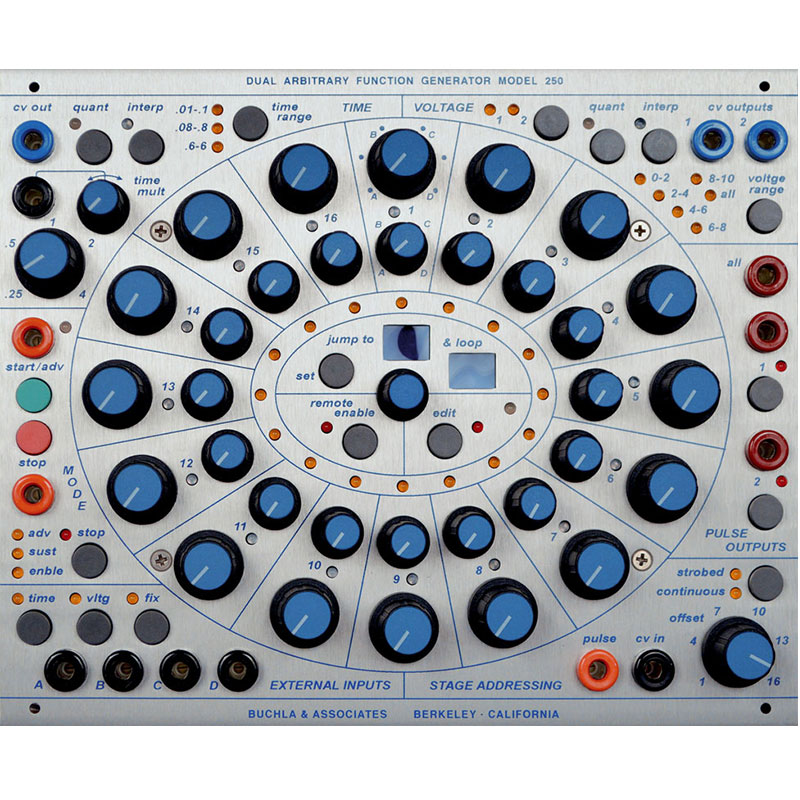 DUAL ARBITRARY FUNCTION GENERATOR MODEL 250
cv out quant interp
.01-.1
.08-.8
.6-6
time
range
TIME
VOLTAGE
1 2
quant interp
cv outputs
1 2
0-2
2-4
4-6
6-8
8-10
all
voltge
range
time
mult
.25 .5 1 2 4
B C
A D
B C
A D
1
2
3
4
5
6
7
8
9
10
11
12
13
14
15
16
jump to
& loop
set
remote
enable
edit
start/adv
stop
MODE
adv
sust
enble
stop
time vltg fix
A B C D
EXTERNAL INPUTS
STAGE ADDRESSING
all
1
2
PULSE
OUTPUTS
strobed
continuous
offset
1 4 7 10 13 16
pulse cv in
BUCHLA & ASSOCIATES BERKELEY · CALIFORNIA